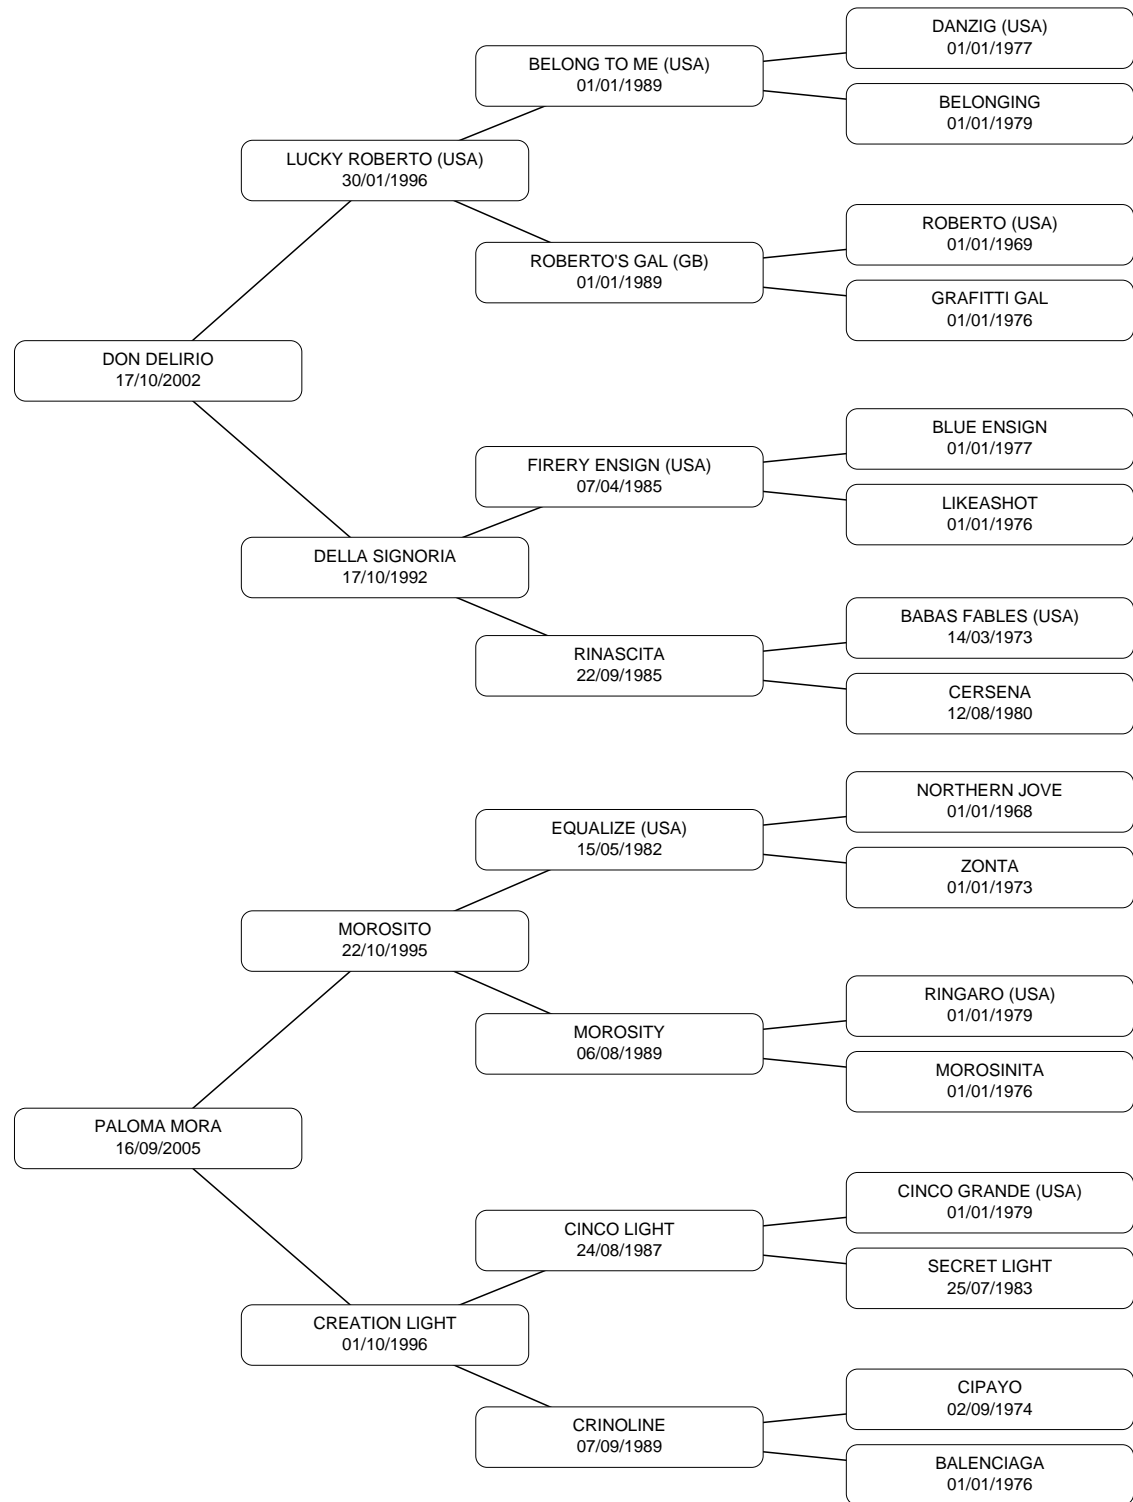 DANZIG (USA)
01/01/1977
BELONG TO ME (USA)
01/01/1989
BELONGING
01/01/1979
LUCKY ROBERTO (USA)
30/01/1996
ROBERTO (USA)
01/01/1969
ROBERTO'S GAL (GB)
01/01/1989
GRAFITTI GAL
01/01/1976
DON DELIRIO
17/10/2002
BLUE ENSIGN
01/01/1977
FIRERY ENSIGN (USA)
07/04/1985
LIKEASHOT
01/01/1976
DELLA SIGNORIA
17/10/1992
BABAS FABLES (USA)
14/03/1973
RINASCITA
22/09/1985
CERSENA
12/08/1980
NORTHERN JOVE
01/01/1968
EQUALIZE (USA)
15/05/1982
ZONTA
01/01/1973
MOROSITO
22/10/1995
RINGARO (USA)
01/01/1979
MOROSITY
06/08/1989
MOROSINITA
01/01/1976
PALOMA MORA
16/09/2005
CINCO GRANDE (USA)
01/01/1979
CINCO LIGHT
24/08/1987
SECRET LIGHT
25/07/1983
CREATION LIGHT
01/10/1996
CIPAYO
02/09/1974
CRINOLINE
07/09/1989
BALENCIAGA
01/01/1976